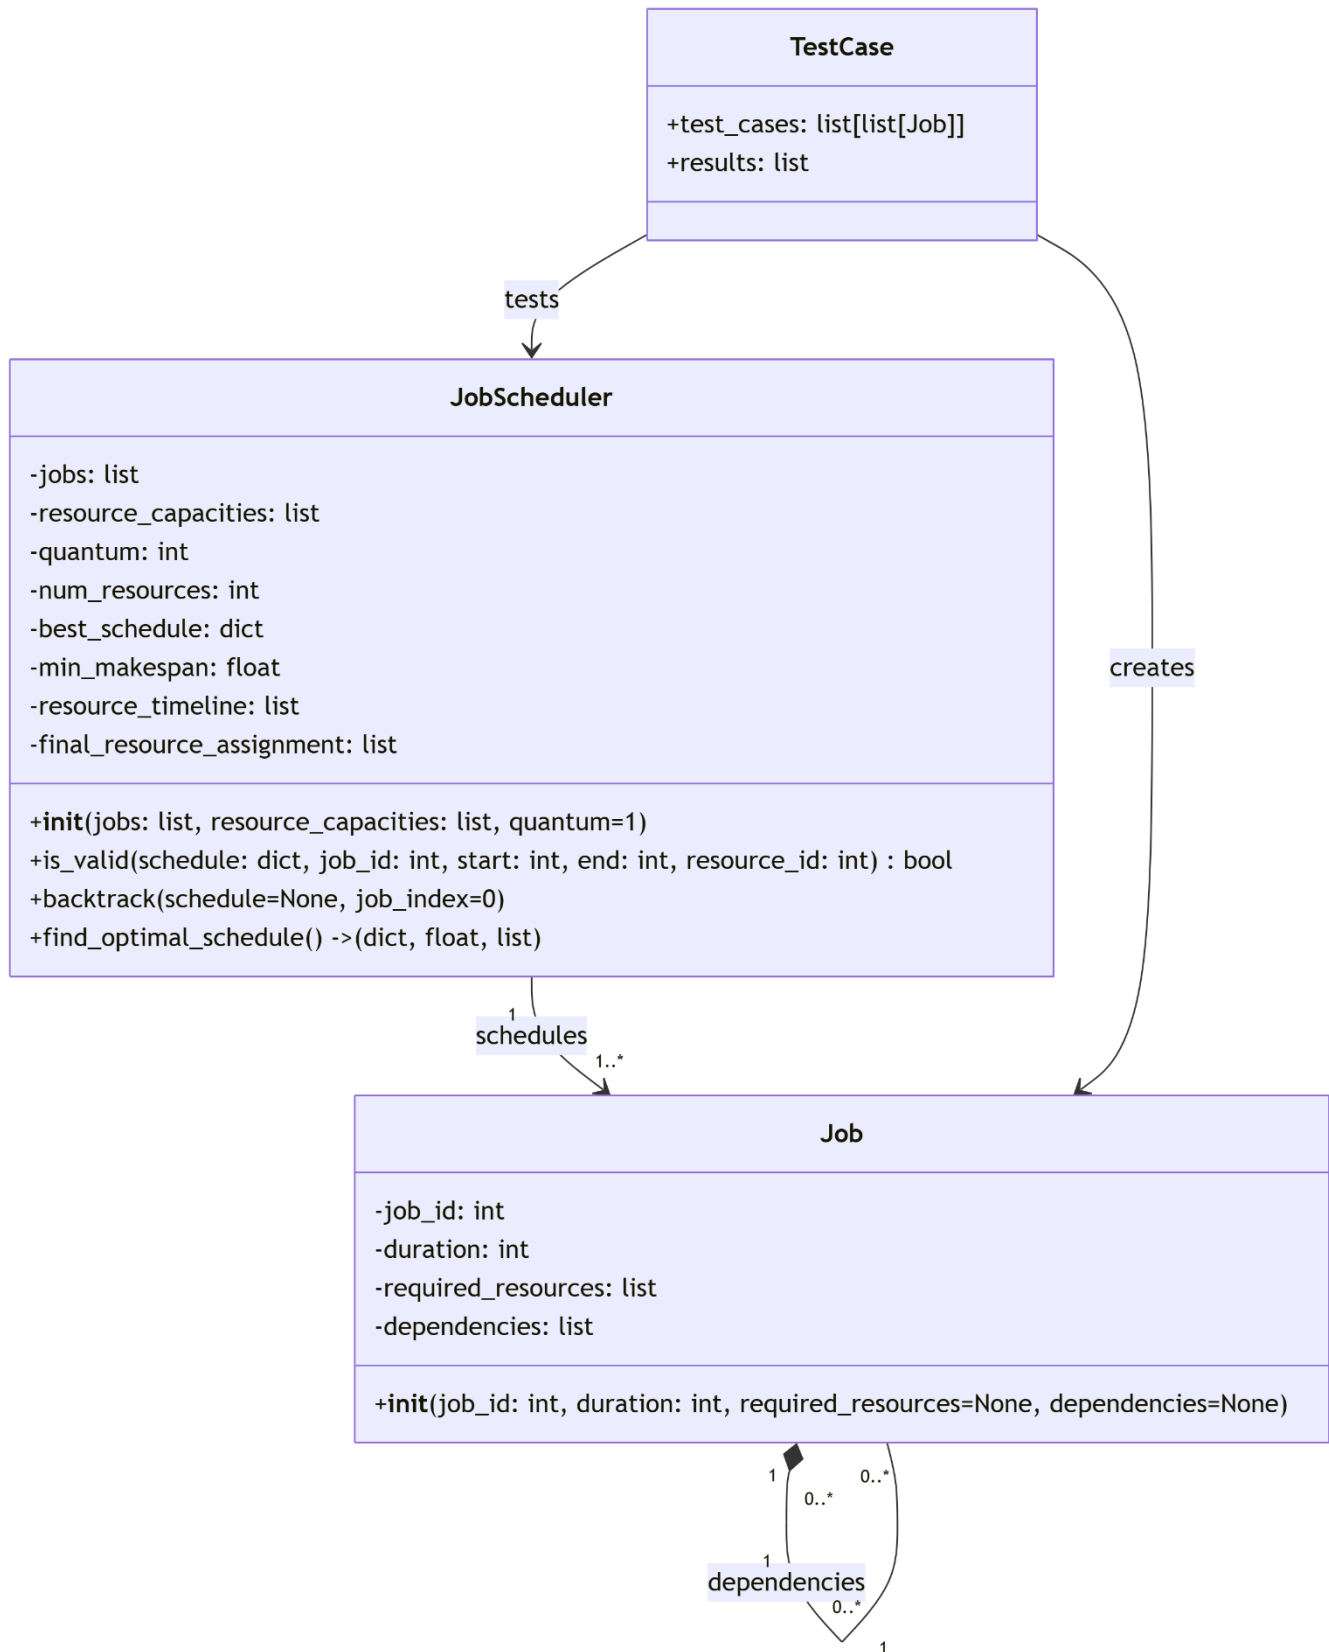 TestCase
+test_cases: list[list[Job]]
+results: list
tests
JobScheduler
-jobs: list
-resource_capacities: list
-quantum: int
-num_resources: int
-best_schedule: dict
-min_makespan: float
-resource_timeline: list
-final_resource_assignment: list
+init(jobs: list, resource_capacities: list, quantum=1)
+is_valid(schedule: dict, job_id: int, start: int, end: int, resource_id: int) : bool
+backtrack(schedule=None, job_index=0)
+find_optimal_schedule() ->(dict, float, list)
creates
1
schedules
1..*
Job
-job_id: int
-duration: int
-required_resources: list
-dependencies: list
+init(job_id: int, duration: int, required_resources=None, dependencies=None)
1
0..*
0..*
1
dependencies
0..*
1